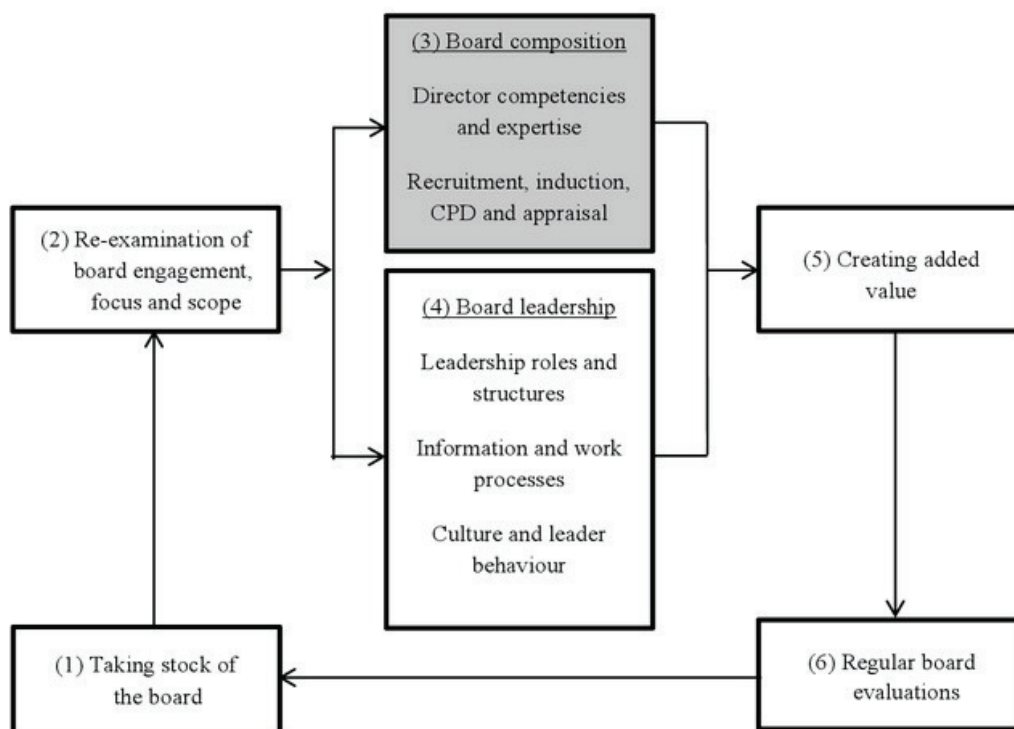 (3) Board composition
Director competencies
and expertise
Recruitment, induction,
CPD and appraisal
(2) Re-examination of
board engagement,
focus and scope
(4) Board leadership
Leadership roles and
structures
Information and work
processes
Culture and leader
behaviour
(5) Creating added
value
(1) Taking stock of
the board
(6) Regular board
evaluations